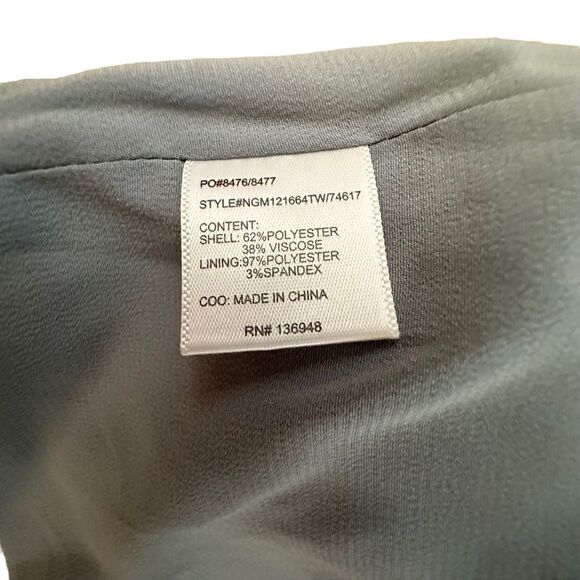 PO#8476/8477
STYLE#NGM121664TW/74617
CONTENT:
SHELL: 62%POLYESTER
38% VISCOSE
LINING:97%POLYESTER
3%SPANDEX
COO: MADE IN CHINA
RN# 136948